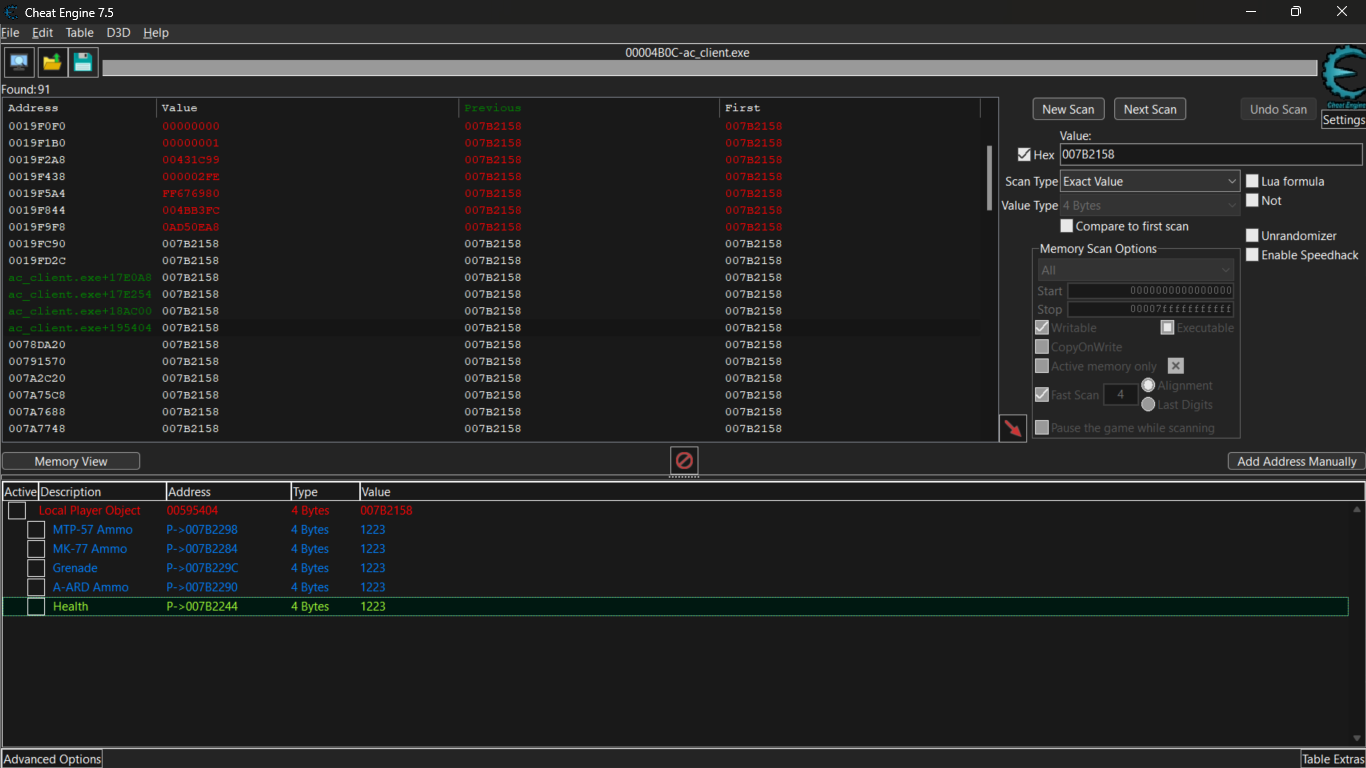 Cheat Engine 7.5
File Edit Table D3D Help
00004B0C-ac_client.exe
Found:91
Cheat Engine
Settings
Address Value Previous First
0019F0F0 00000000 007B2158 007B2158
0019F1B0 00000001 007B2158 007B2158
0019F2A8 00431C99 007B2158 007B2158
0019F438 000002FE 007B2158 007B2158
0019F5A4 FF676980 007B2158 007B2158
0019F844 004BB3FC 007B2158 007B2158
0019F9F8 0AD50EA8 007B2158 007B2158
0019FC90 007B2158 007B2158 007B2158
0019FD2C 007B2158 007B2158 007B2158
ac_client.exe+17E0A8 007B2158 007B2158 007B2158
ac_client.exe+17E254 007B2158 007B2158 007B2158
ac_client.exe+18AC00 007B2158 007B2158 007B2158
ac_client.exe+195404 007B2158 007B2158 007B2158
0078DA20 007B2158 007B2158 007B2158
00791570 007B2158 007B2158 007B2158
007A2C20 007B2158 007B2158 007B2158
007A75C8 007B2158 007B2158 007B2158
007A7688 007B2158 007B2158 007B2158
007A7748 007B2158 007B2158 007B2158
New Scan Next Scan Undo Scan
Value:
Hex 007B2158
Scan Type Exact Value Lua formula
Value Type 4 Bytes Not
Compare to first scan
Unrandomizer
Enable Speedhack
Memory Scan Options
All
Start 0000000000000000
Stop 00007fffffffffff
Writable Executable
CopyOnWrite
Active memory only
Fast Scan 4 Alignment
Last Digits
Pause the game while scanning
Memory View Add Address Manually
Active Description Address Type Value
Local Player Object 00595404 4 Bytes 007B2158
MTP-57 Ammo P->007B2298 4 Bytes 1223
MK-77 Ammo P->007B2284 4 Bytes 1223
Grenade P->007B229C 4 Bytes 1223
A-ARD Ammo P->007B2290 4 Bytes 1223
Health P->007B2244 4 Bytes 1223
Advanced Options Table Extras